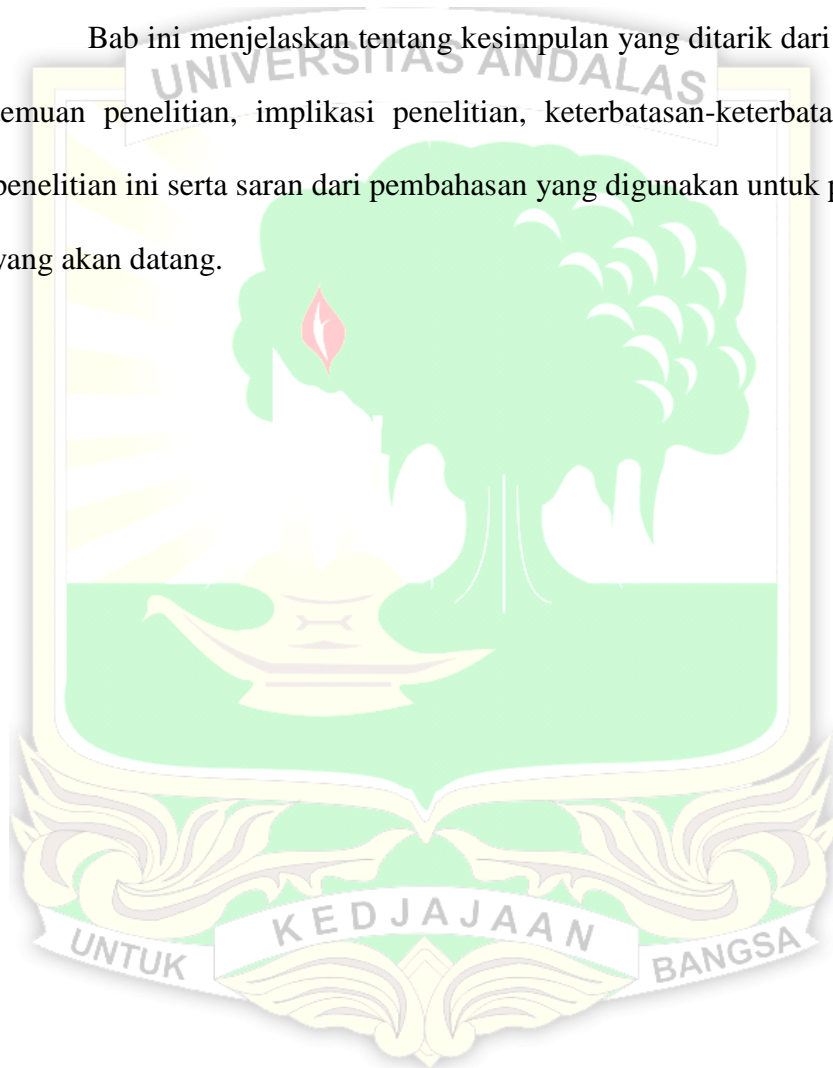 Bab ini menjelaskan tentang kesimpulan yang ditarik dari
UNIVERSITAS ANDALAS
emuan penelitian, implikasi penelitian, keterbatasan-keterbata
penelitian ini serta saran dari pembahasan yang digunakan untuk p
yang akan datang.
UNTUK KEDJAJAAN BANGSA